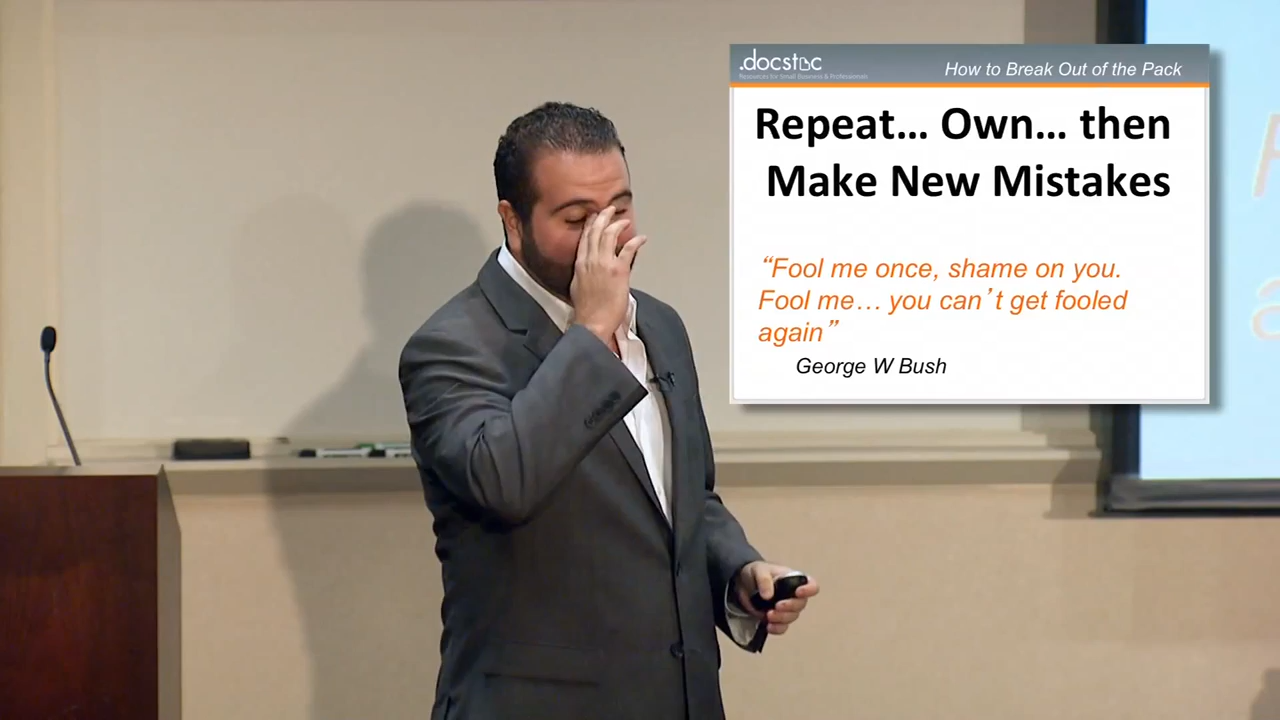 .docstoc
Resources for Small Business & Professionals
How to Break Out of the Pack
Repeat... Own... then
Make New Mistakes
“Fool me once, shame on you.
Fool me... you can’t get fooled
again”
George W Bush